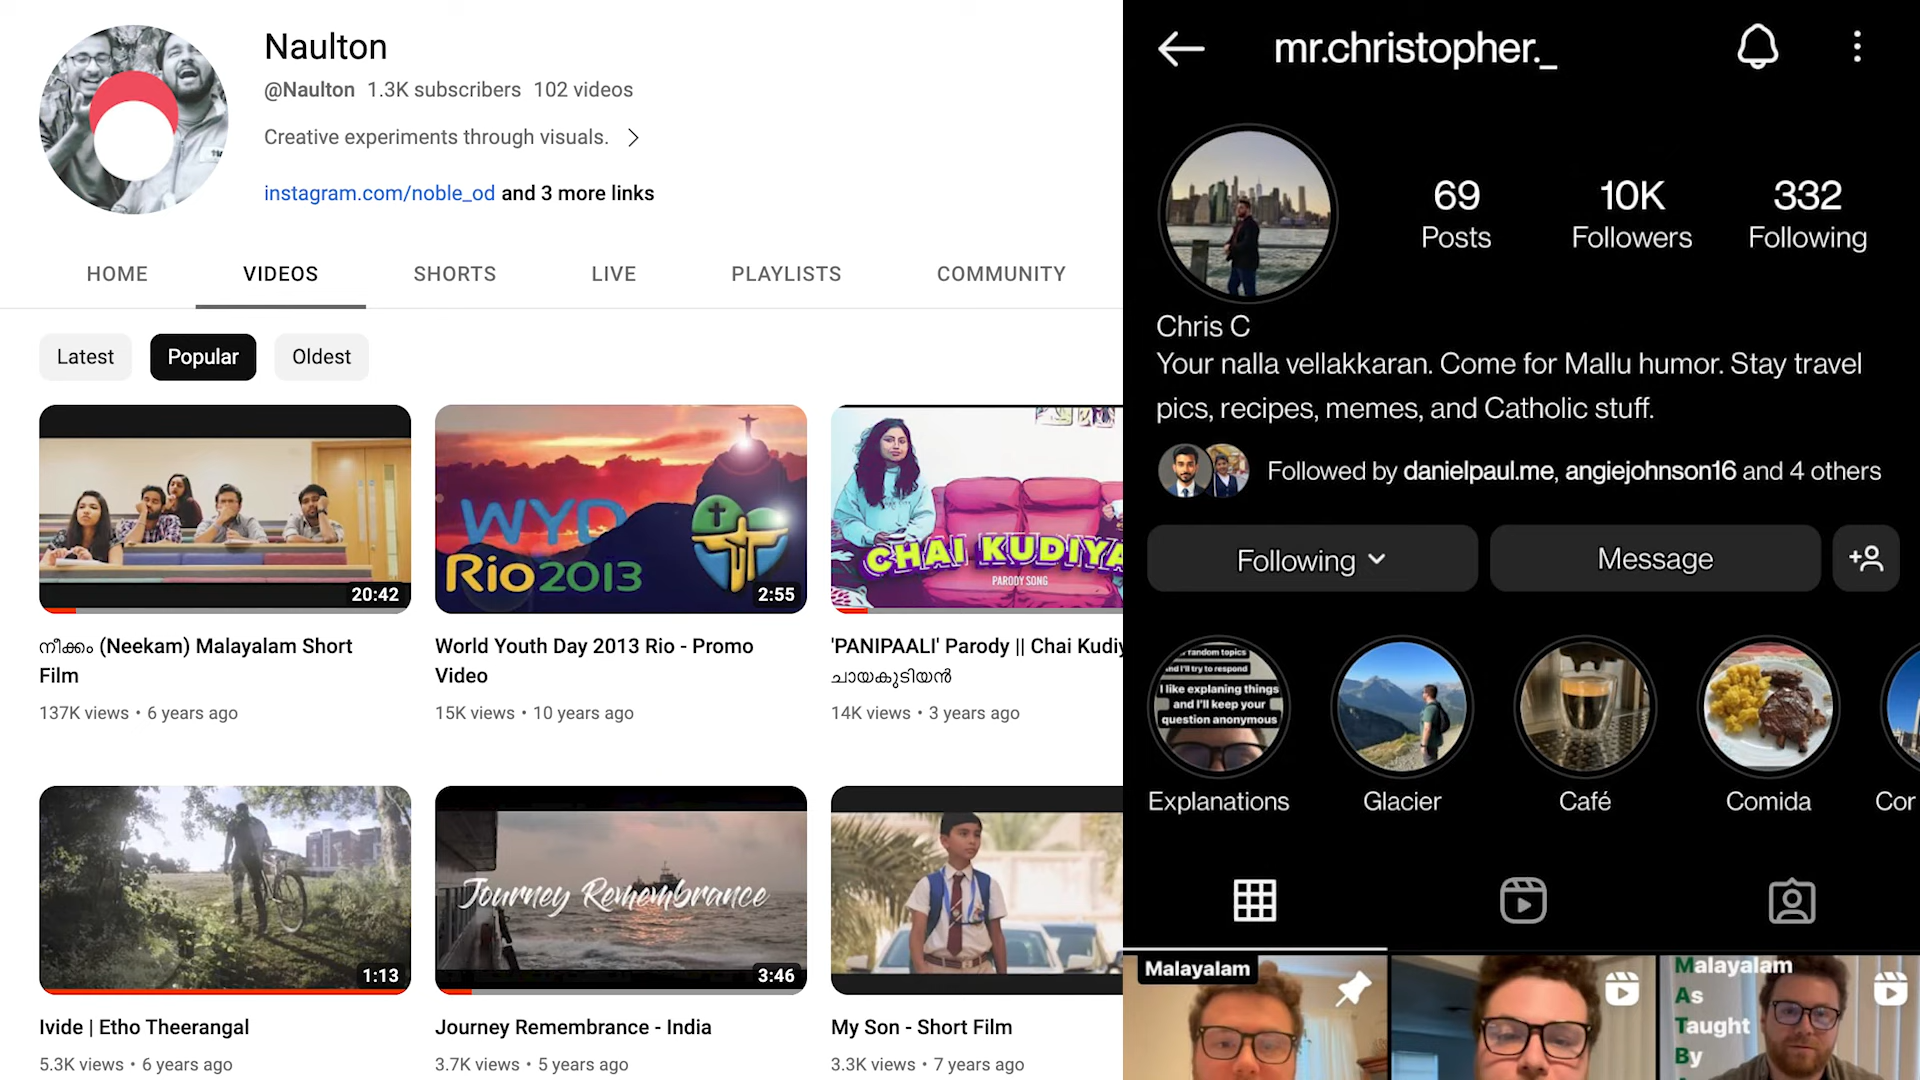 Naulton
@Naulton 1.3K subscribers 102 videos
Creative experiments through visuals.
instagram.com/noble_od and 3 more links
HOME VIDEOS SHORTS LIVE PLAYLISTS COMMUNITY
Latest Popular Oldest
20:42
WYD
Rio2013
2:55
CHAI KUDIYA
PARODY SONG
നീക്കം (Neekam) Malayalam Short
Film
137K views • 6 years ago
World Youth Day 2013 Rio - Promo
Video
15K views • 10 years ago
'PANIPAALI' Parody || Chai Kudiy
ചായകുടിയൻ
14K views • 3 years ago
1:13
Journey Remembrance
3:46
Ivide | Etho Theerangal
5.3K views • 6 years ago
Journey Remembrance - India
3.7K views • 5 years ago
My Son - Short Film
3.3K views • 7 years ago
mr.christopher._
69 10K 332
Posts Followers Following
Chris C
Your nalla vellakkaran. Come for Mallu humor. Stay travel
pics, recipes, memes, and Catholic stuff.
Followed by danielpaul.me, angiejohnson16 and 4 others
Following Message
random topics
and I'll try to respond
I like explaning things
and I'll keep your
question anonymous
Explanations Glacier Café Comida Cor
Malayalam
Malayalam
As
Taught
By